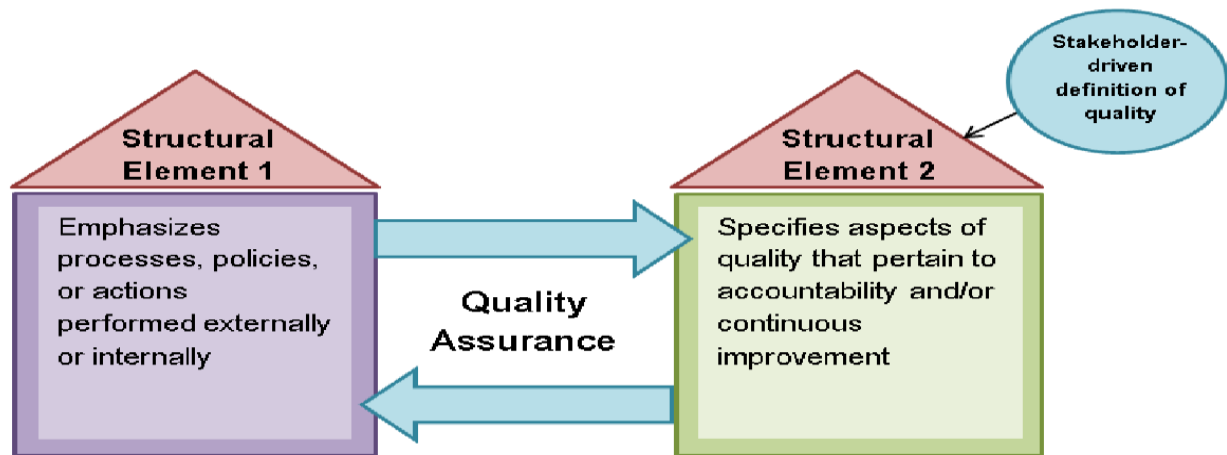 Structural
Element 1
Emphasizes
processes, policies,
or actions
performed externally
or internally
Quality
Assurance
Structural
Element 2
Specifies aspects of
quality that pertain to
accountability and/or
continuous
improvement
Stakeholder-
driven
definition of
quality